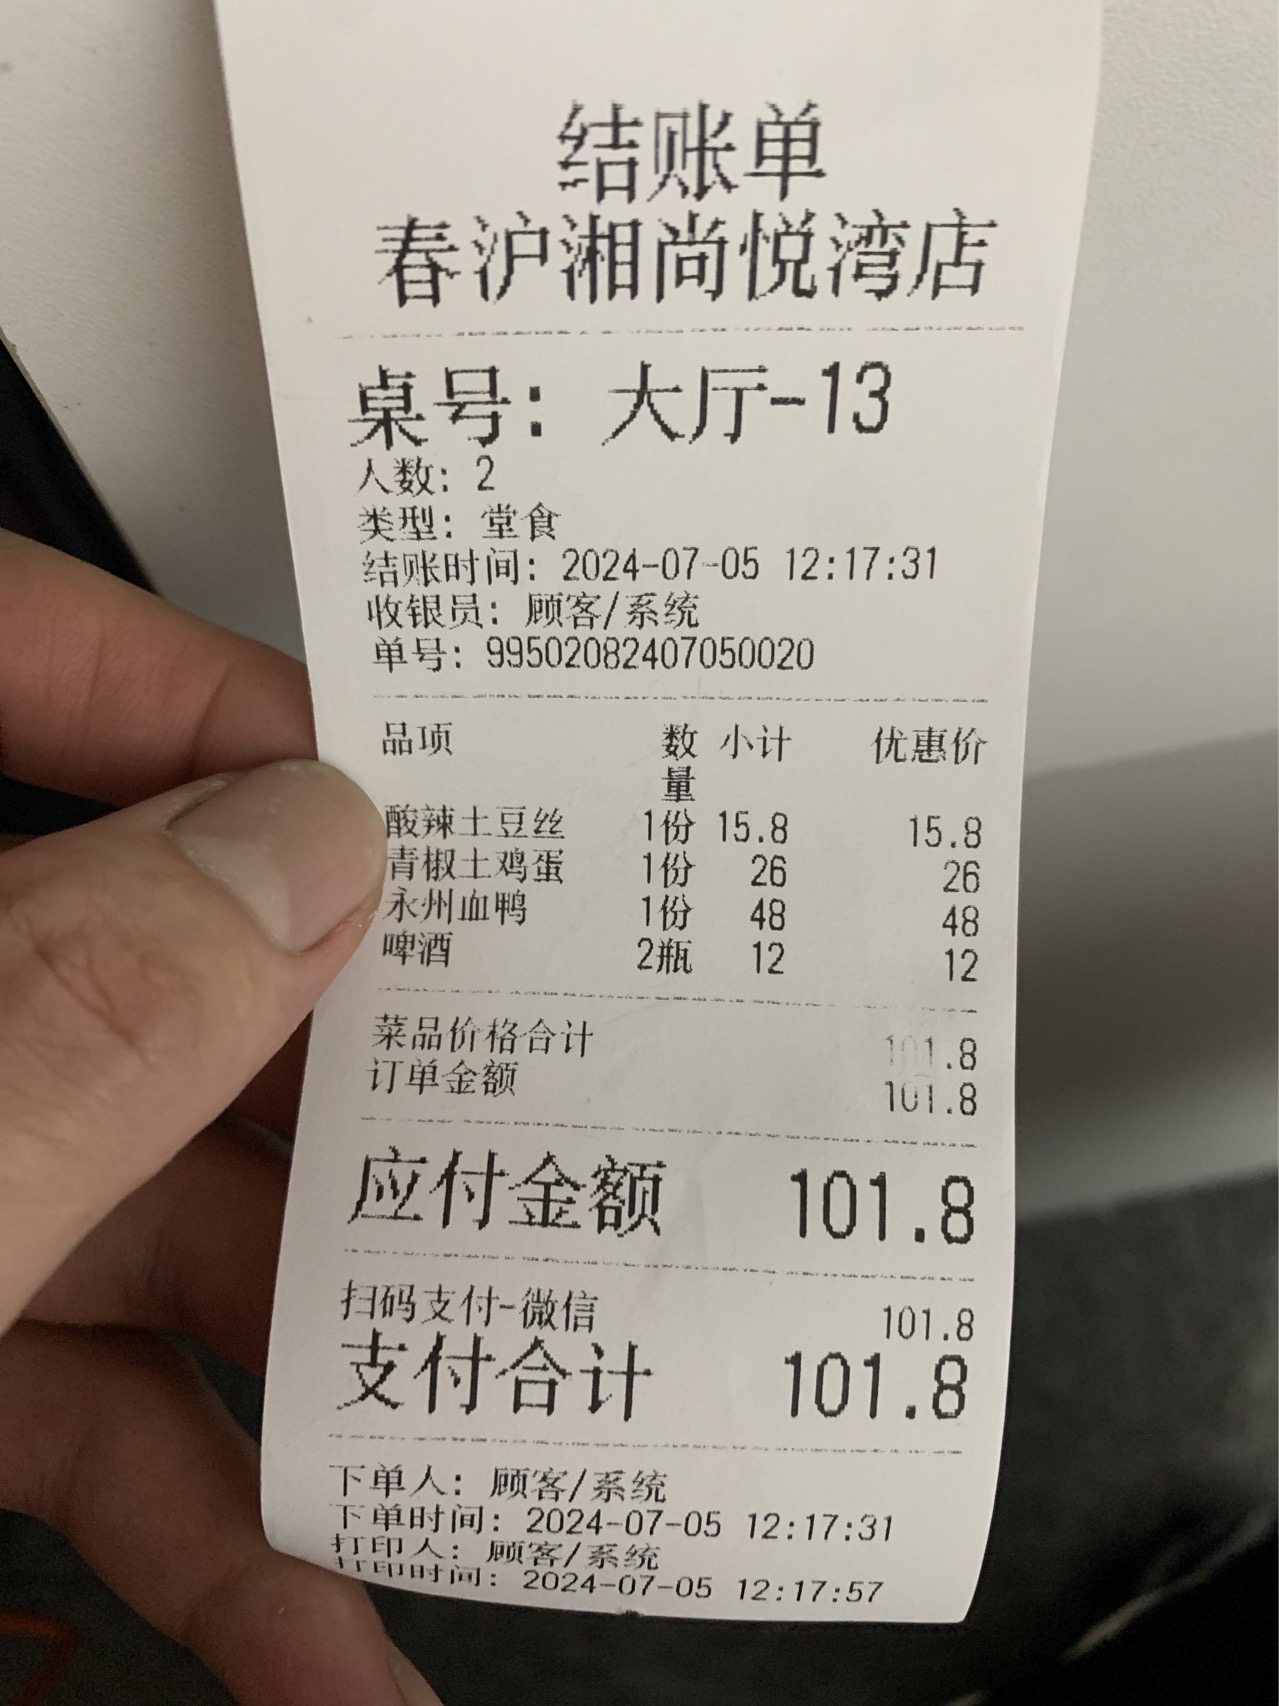 结账单
春沪湘尚悦湾店
桌号: 大厅-13
人数: 2
类型: 堂食
结账时间: 2024-07-05 12:17:31
收银员: 顾客/系统
单号: 99502082407050020
品项 数量 小计 优惠价
酸辣土豆丝 1份 15.8 15.8
青椒土鸡蛋 1份 26 26
永州血鸭 1份 48 48
啤酒 2瓶 12 12
菜品价格合计 101.8
订单金额 101.8
应付金额 101.8
扫码支付-微信 101.8
支付合计 101.8
下单人: 顾客/系统
下单时间: 2024-07-05 12:17:31
打印人: 顾客/系统
打印时间: 2024-07-05 12:17:57